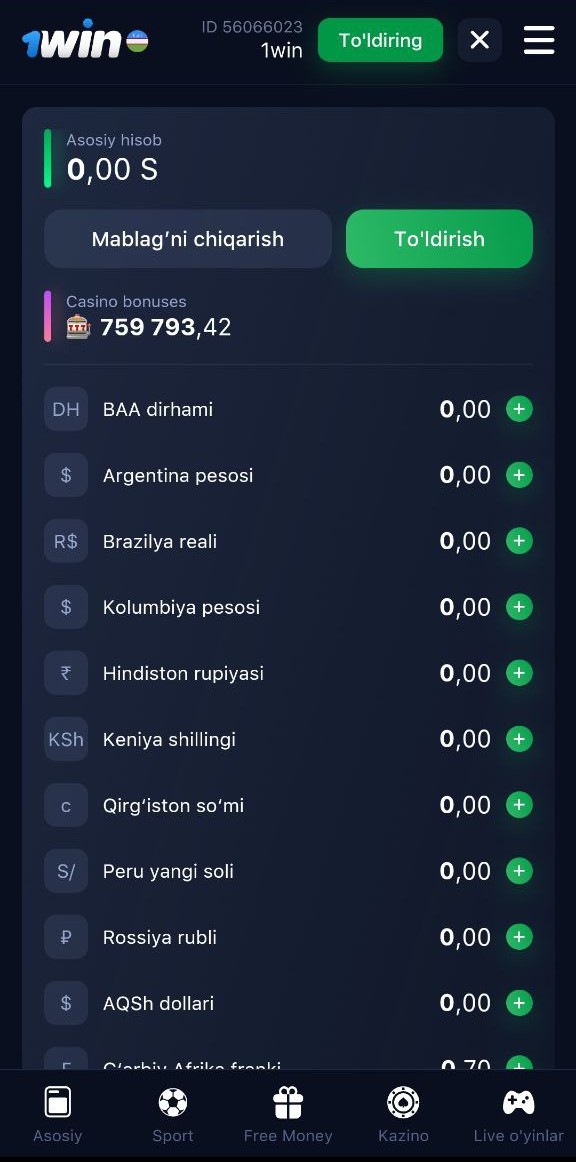 1win
ID 56066023
1win
To'ldiring
Asosiy hisob
0,00 S
Mablag‘ni chiqarish
To'ldirish
Casino bonuses
759 793,42
DH BAA dirhami 0,00 +
$ Argentina pesosi 0,00 +
R$ Brazilya reali 0,00 +
$ Kolumbiya pesosi 0,00 +
₹ Hindiston rupiyasi 0,00 +
KSh Keniya shillingi 0,00 +
c Qirg‘iston so‘mi 0,00 +
S/ Peru yangi soli 0,00 +
₽ Rossiya rubli 0,00 +
$ AQSh dollari 0,00 +
F G‘arbiy Afrika franki 0,70 +
Asosiy
Sport
Free Money
Kazino
Live o'yinlar